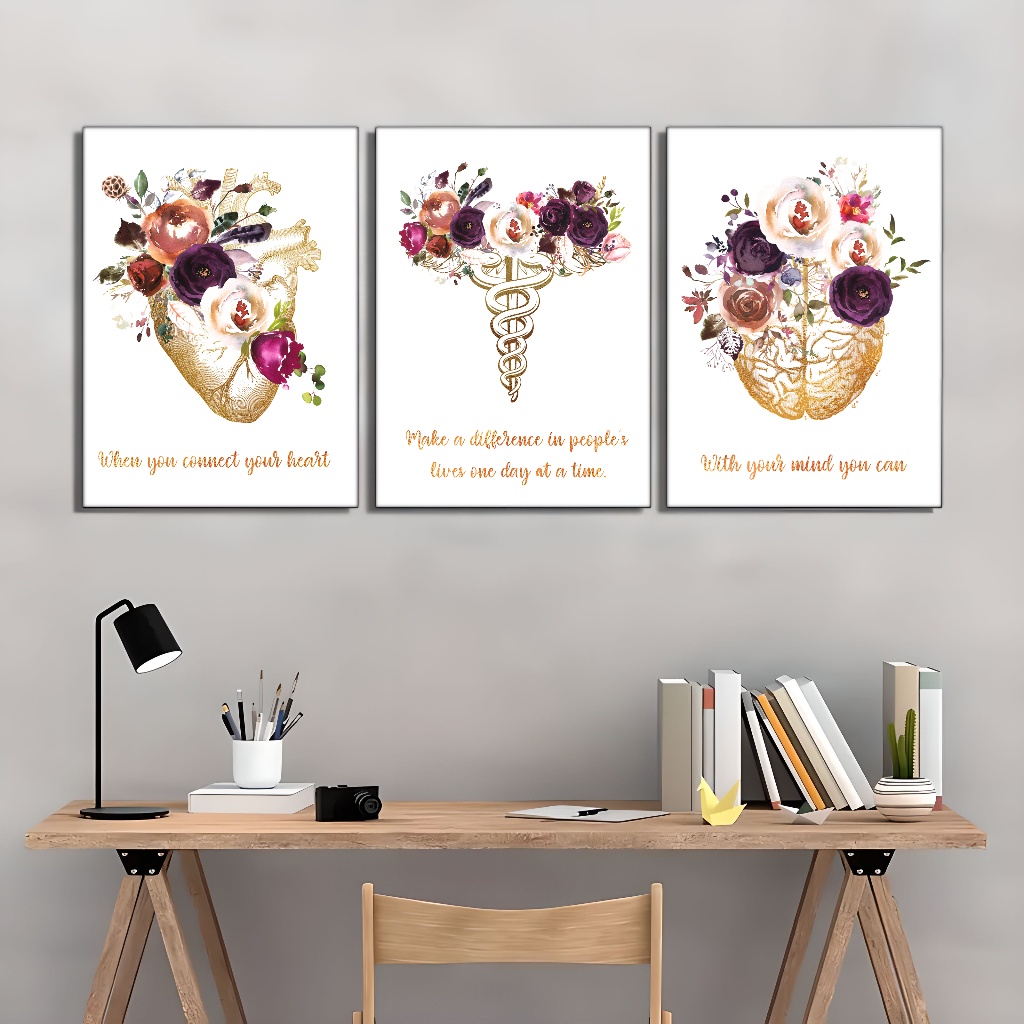 When you connect your heart
Make a difference in people's
lives one day at a time.
With your mind you can